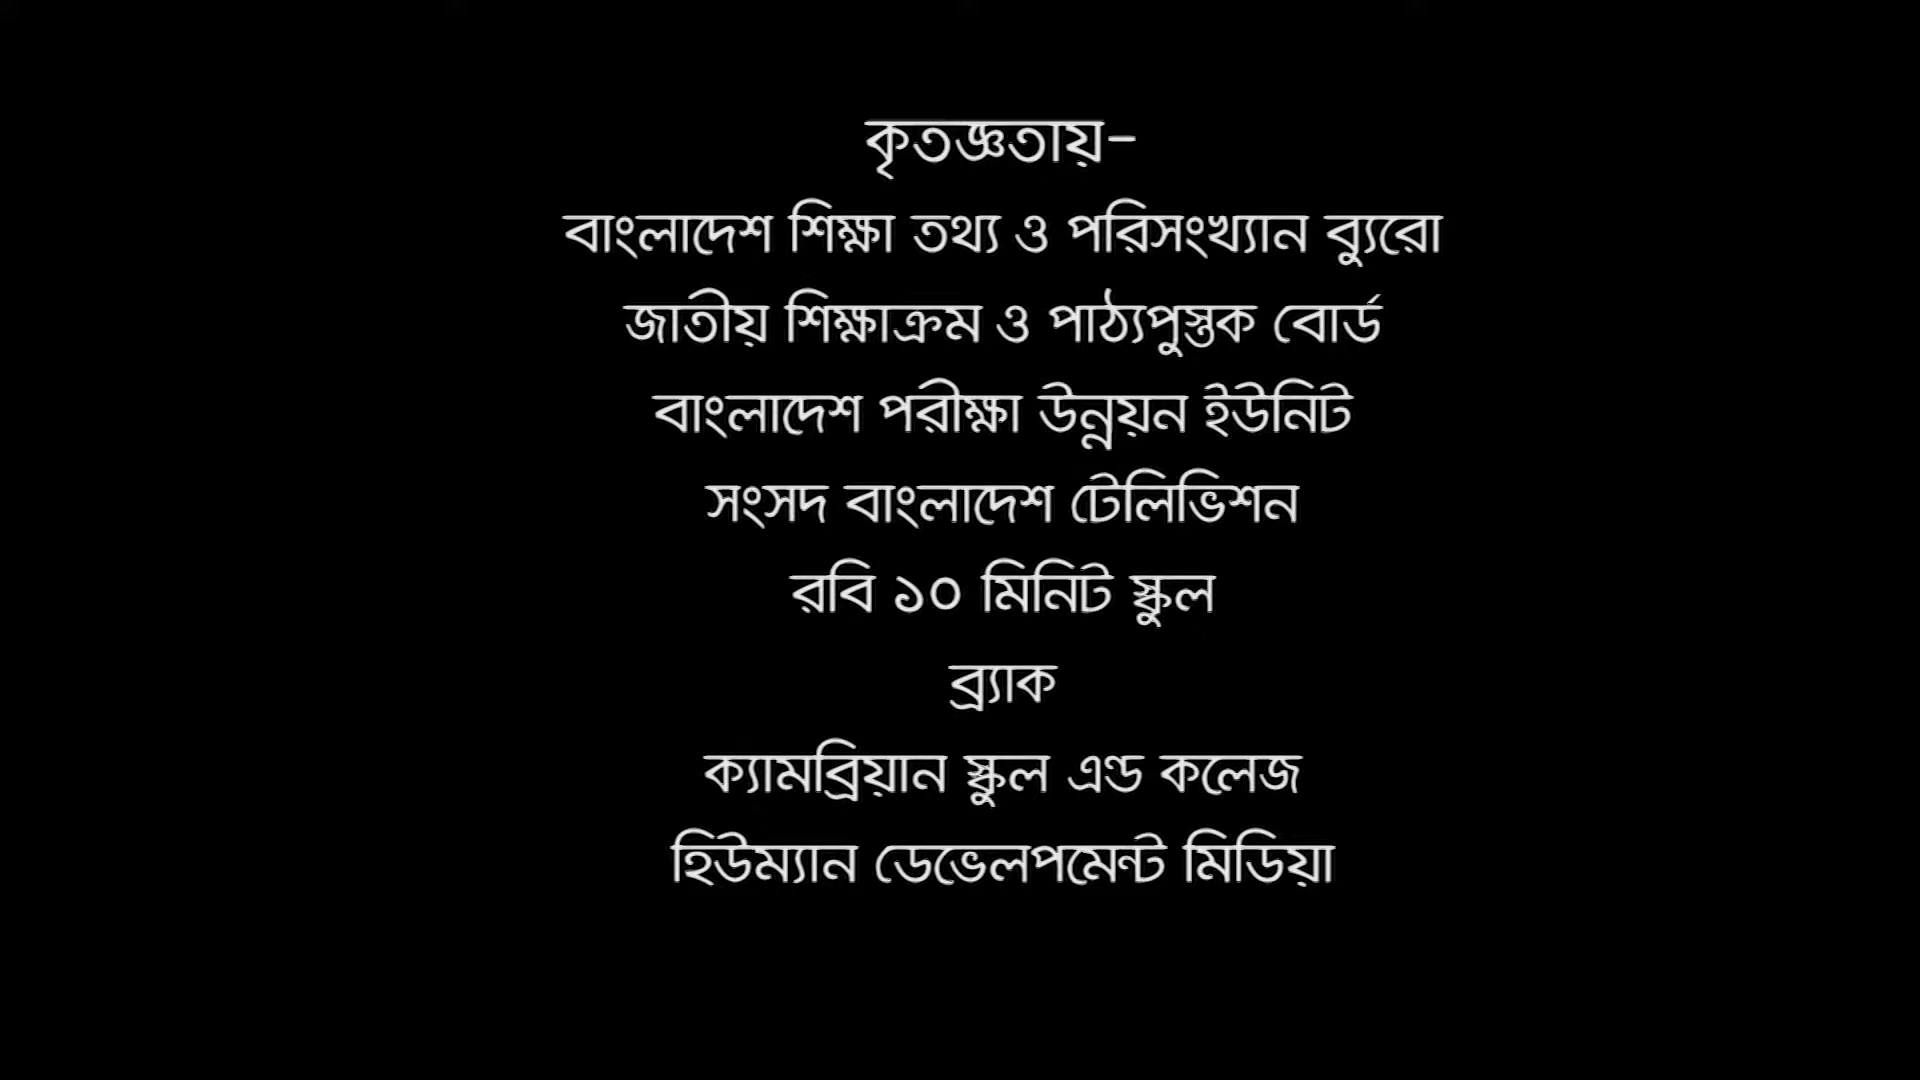 কৃতজ্ঞতায়-
বাংলাদেশ শিক্ষা তথ্য ও পরিসংখ্যান ব্যুরো
জাতীয় শিক্ষাক্রম ও পাঠ্যপুস্তক বোর্ড
বাংলাদেশ পরীক্ষা উন্নয়ন ইউনিট
সংসদ বাংলাদেশ টেলিভিশন
রবি ১০ মিনিট স্কুল
ব্র্যাক
ক্যামব্রিয়ান স্কুল এণ্ড কলেজ
হিউম্যান ডেভেলপমেন্ট মিডিয়া